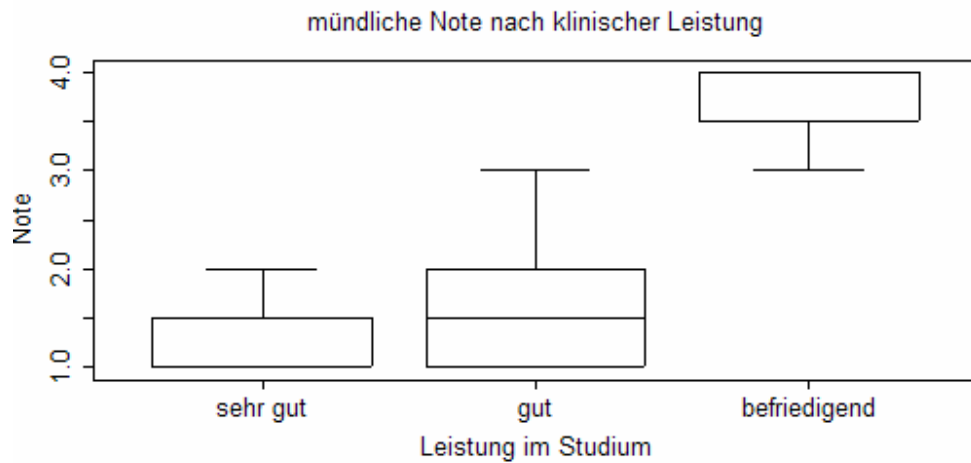 mündliche Note nach klinischer Leistung
4.0
3.0
2.0
1.0
Note
sehr gut gut befriedigend
Leistung im Studium